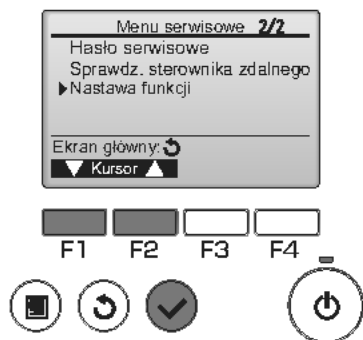 Menu serwisowe 2/2
Hasło serwisowe
Sprawdz. sterownika zdalnego
Nastawa funkcji
Ekran główny:
Kursor
F1 F2 F3 F4